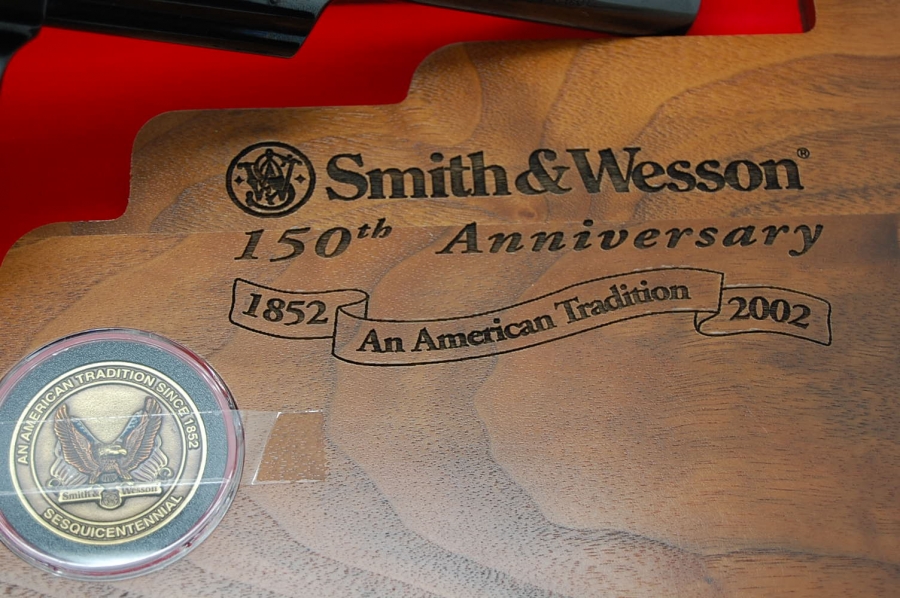 Smith & Wesson®
150th Anniversary
1852 An American Tradition 2002
AN AMERICAN TRADITION SINCE 1852
Smith & Wesson
SESQUICENTENNIAL